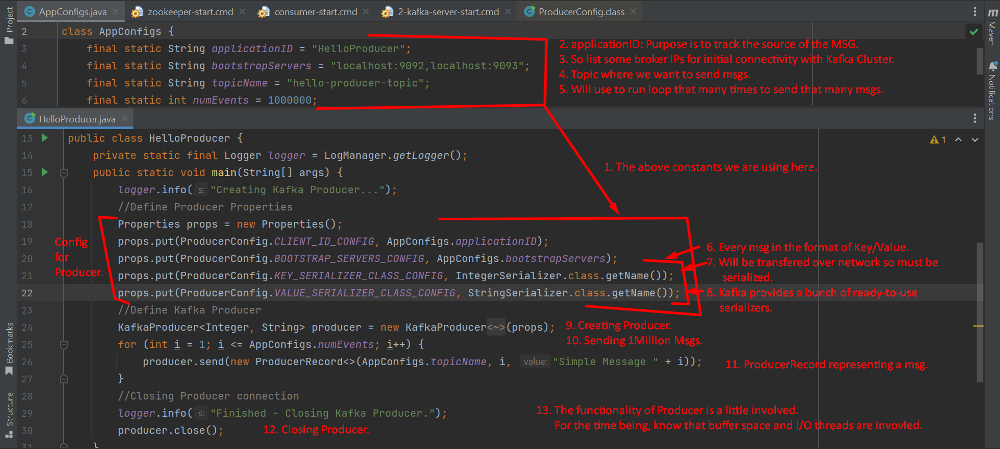 Project
AppConfigs.java
zookeeper-start.cmd
consumer-start.cmd
2-kafka-server-start.cmd
ProducerConfig.class
Maven
Notifications
2 class AppConfigs {
3 final static String applicationID = "HelloProducer";
4 final static String bootstrapServers = "localhost:9092,localhost:9093";
5 final static String topicName = "hello-producer-topic";
6 final static int numEvents = 1000000;
2. applicationID: Purpose is to track the source of the MSG.
3. So list some broker IPs for initial connectivity with Kafka Cluster.
4. Topic where we want to send msgs.
5. Will use to run loop that many times to send that many msgs.
HelloProducer.java
1
13 public class HelloProducer {
14 private static final Logger logger = LogManager.getLogger();
15 public static void main(String[] args) {
16 logger.info( s: "Creating Kafka Producer...");
17 //Define Producer Properties
18 Properties props = new Properties();
19 props.put(ProducerConfig.CLIENT_ID_CONFIG, AppConfigs.applicationID);
20 props.put(ProducerConfig.BOOTSTRAP_SERVERS_CONFIG, AppConfigs.bootstrapServers);
21 props.put(ProducerConfig.KEY_SERIALIZER_CLASS_CONFIG, IntegerSerializer.class.getName());
22 props.put(ProducerConfig.VALUE_SERIALIZER_CLASS_CONFIG, StringSerializer.class.getName());
23 //Define Kafka Producer
24 KafkaProducer<Integer, String> producer = new KafkaProducer<~>(props);
25 for (int i = 1; i <= AppConfigs.numEvents; i++) {
26 producer.send(new ProducerRecord<>(AppConfigs.topicName, i, value: "Simple Message " + i));
27 }
28 //Closing Producer connection
29 logger.info( s: "Finished - Closing Kafka Producer.");
30 producer.close();
31 }
1. The above constants we are using here.
Config
for
Producer.
6. Every msg in the format of Key/Value.
7. Will be transfered over network so must be
serialized.
8. Kafka provides a bunch of ready-to-use
serializers.
9. Creating Producer.
10. Sending 1Million Msgs.
11. ProducerRecord representing a msg.
12. Closing Producer.
13. The functionality of Producer is a little involved.
For the time being, know that buffer space and I/O threads are invovled.
Bookmarks
Structure